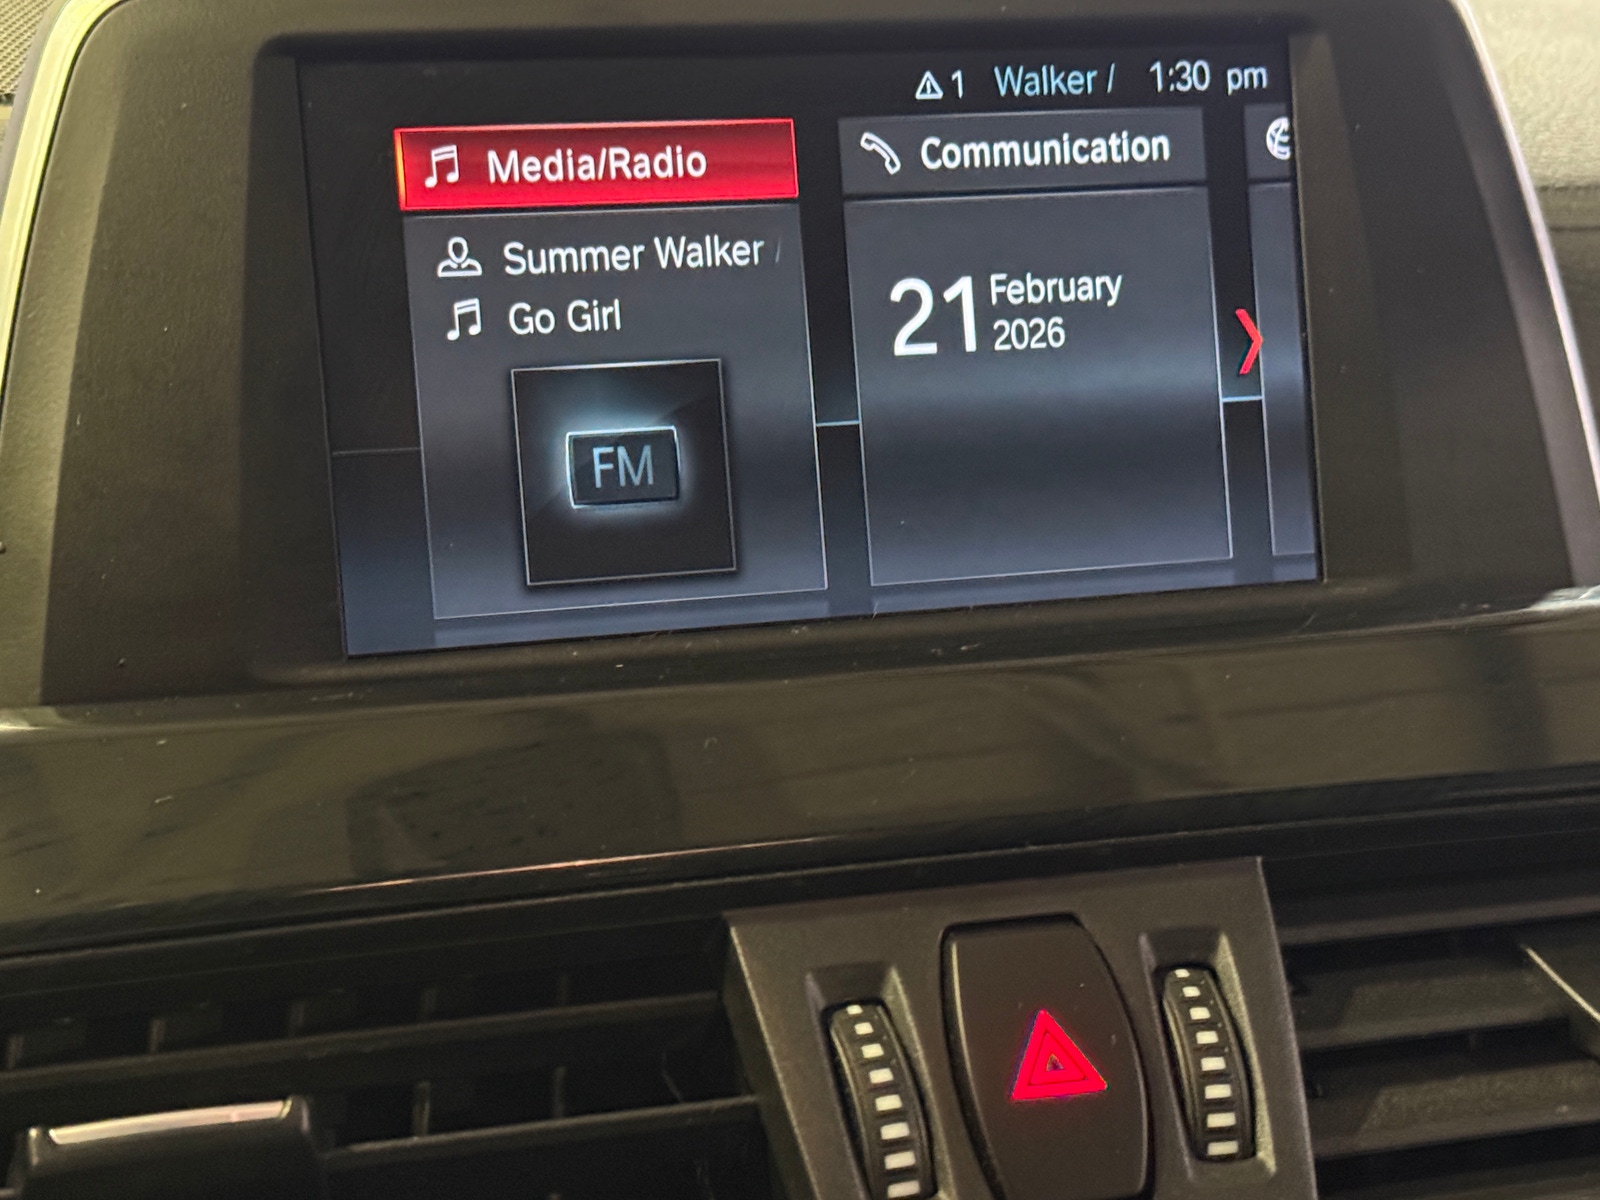 1 Walker / 1:30 pm
Media/Radio
Summer Walker /
Go Girl
FM
Communication
21 February
2026